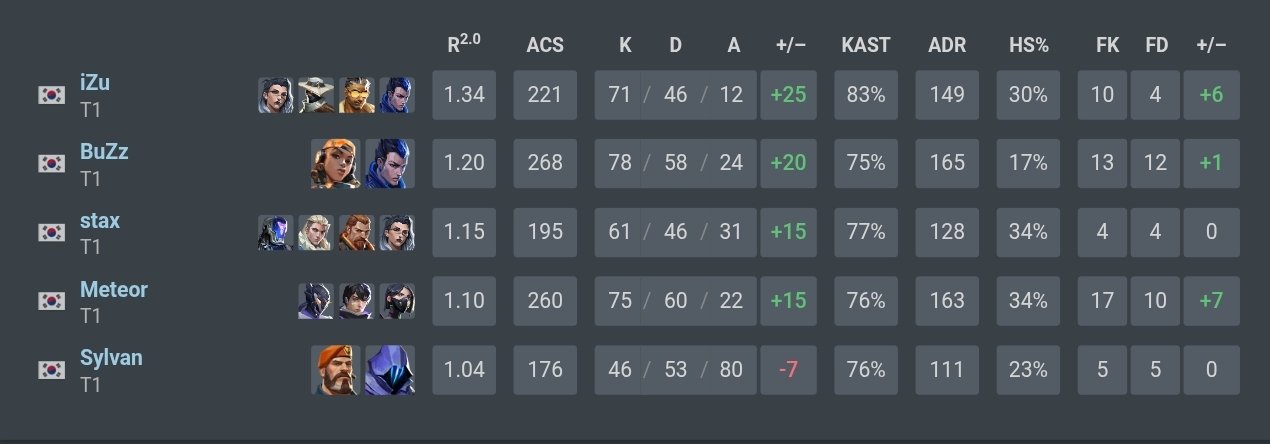 R2.0 ACS K D A +/– KAST ADR HS% FK FD +/–
iZu 1.34 221 71 / 46 / 12 +25 83% 149 30% 10 4 +6
T1
BuZz 1.20 268 78 / 58 / 24 +20 75% 165 17% 13 12 +1
T1
stax 1.15 195 61 / 46 / 31 +15 77% 128 34% 4 4 0
T1
Meteor 1.10 260 75 / 60 / 22 +15 76% 163 34% 17 10 +7
T1
Sylvan 1.04 176 46 / 53 / 80 -7 76% 111 23% 5 5 0
T1